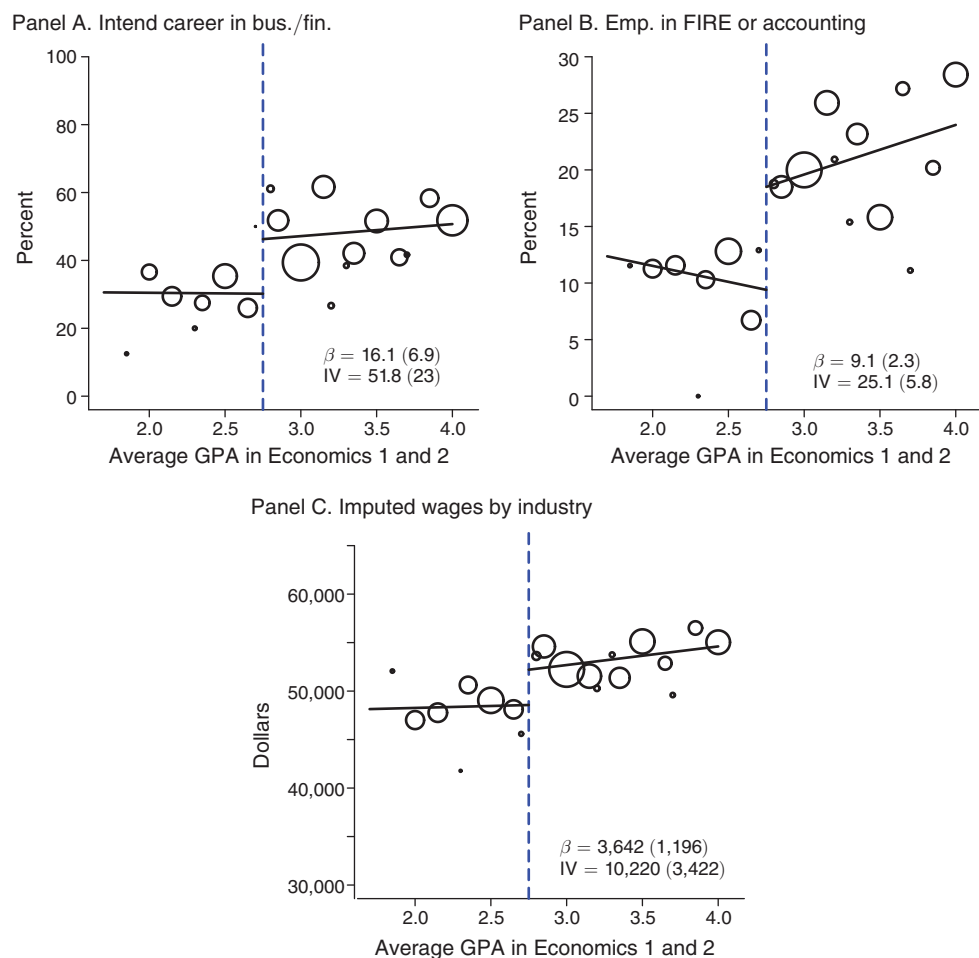 Panel A. Intend career in bus./fin.
100
80
60
40
20
0
Percent
β = 16.1 (6.9)
IV = 51.8 (23)
2.0 2.5 3.0 3.5 4.0
Average GPA in Economics 1 and 2
Panel B. Emp. in FIRE or accounting
30
25
20
15
10
5
0
Percent
β = 9.1 (2.3)
IV = 25.1 (5.8)
2.0 2.5 3.0 3.5 4.0
Average GPA in Economics 1 and 2
Panel C. Imputed wages by industry
60,000
50,000
40,000
30,000
Dollars
β = 3,642 (1,196)
IV = 10,220 (3,422)
2.0 2.5 3.0 3.5 4.0
Average GPA in Economics 1 and 2